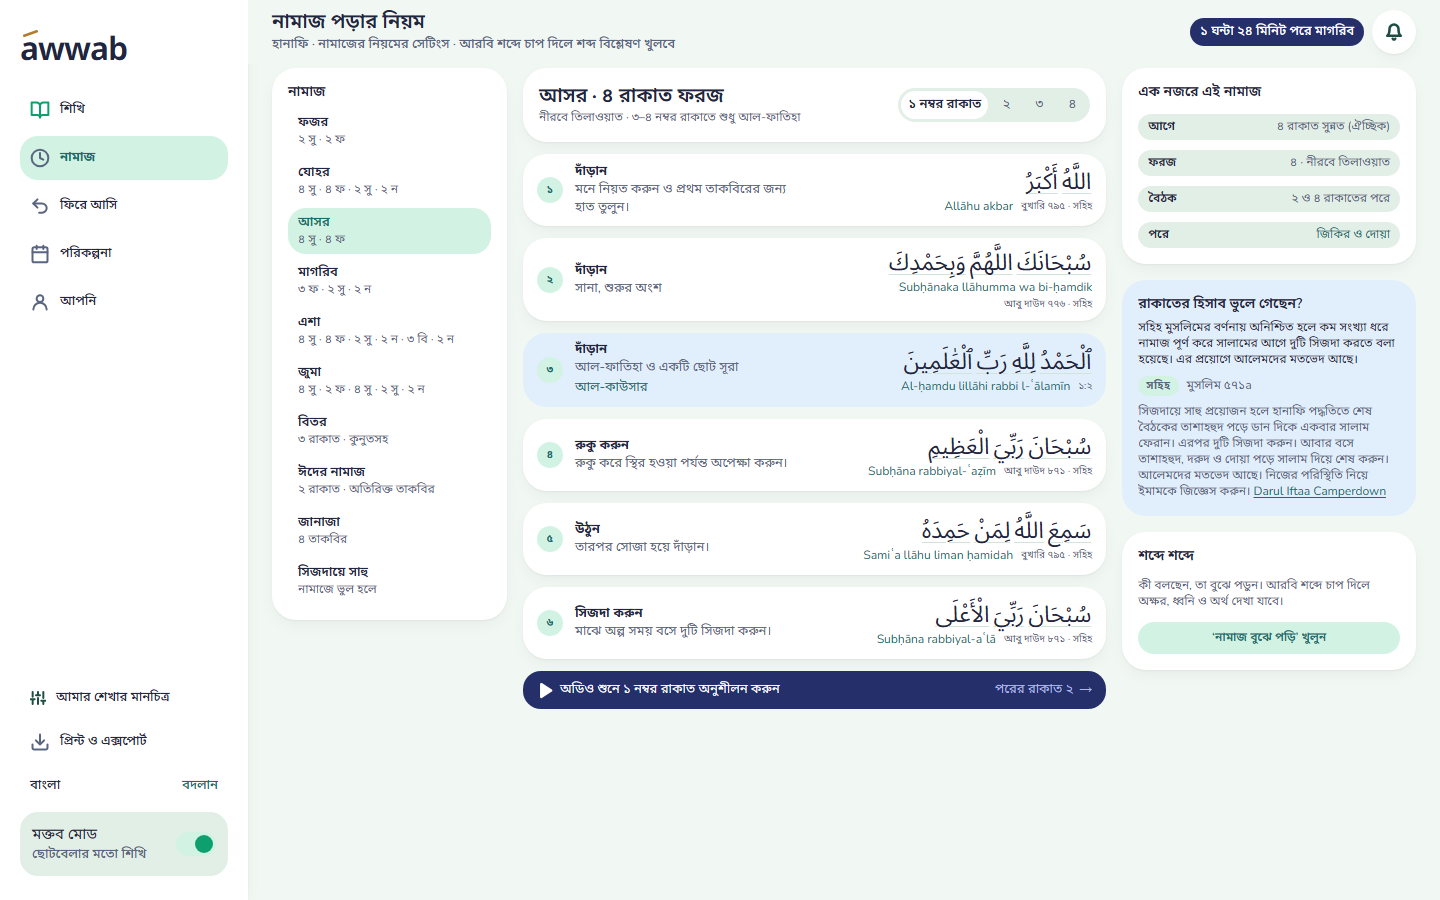 awwab
শিখি
নামাজ
ফিরে আসি
পরিকল্পনা
আপনি
আমার শেখার মানচিত্র
প্রিন্ট ও এক্সপোর্ট
বাংলা
বদলান
মক্তব মোড
ছোটবেলার মতো শিখি
নামাজ পড়ার নিয়ম
হানাফি · নামাজের নিয়মের সেটিংস · আরবি শব্দে চাপ দিলে শব্দ বিশ্লেষণ খুলবে
১ ঘন্টা ২৪ মিনিট পরে মাগরিব
নামাজ
ফজর
২ সু · ২ ফ
যোহর
৪ সু · ৪ ফ · ২ সু · ২ ন
আসর
৪ সু · ৪ ফ
মাগরিব
৩ ফ · ২ সু · ২ ন
এশা
৪ সু · ৪ ফ · ২ সু · ২ ন · ৩ বি · ২ ন
জুমা
৪ সু · ২ ফ · ৪ সু · ২ সু · ২ ন
বিতর
৩ রাকাত · কুনুতসহ
ঈদের নামাজ
২ রাকাত · অতিরিক্ত তাকবির
জানাজা
৪ তাকবির
সিজদায়ে সাহু
নামাজে ভুল হলে
আসর · ৪ রাকাত ফরজ
নীরবে তিলাওয়াত · ৩–৪ নম্বর রাকাতে শুধু আল-ফাতিহা
১ নম্বর রাকাত ২ ৩ ৪
১
দাঁড়ান
মনে নিয়ত করুন ও প্রথম তাকবিরের জন্য
হাত তুলুন।
اللَّهُ أَكْبَرُ
Allāhu akbar বুখারি ৭৯৫ · সহিহ
২
দাঁড়ান
সানা, শুরুর অংশ
سُبْحَانَكَ اللَّهُمَّ وَبِحَمْدِكَ
Subḥānaka llāhumma wa bi-ḥamdik
আবু দাউদ ৭৭৬ · সহিহ
৩
দাঁড়ান
আল-ফাতিহা ও একটি ছোট সূরা
আল-কাউসার
ٱلْحَمْدُ لِلَّهِ رَبِّ ٱلْعَٰلَمِينَ
Al-ḥamdu lillāhi rabbi l-ʿālamīn ১:২
৪
রুকু করুন
রুকু করে স্থির হওয়া পর্যন্ত অপেক্ষা করুন।
سُبْحَانَ رَبِّيَ الْعَظِيمِ
Subḥāna rabbiyal-ʿaẓīm আবু দাউদ ৮৭১ · সহিহ
৫
উঠুন
তারপর সোজা হয়ে দাঁড়ান।
سَمِعَ اللَّهُ لِمَنْ حَمِدَهُ
Samiʿa llāhu liman ḥamidah বুখারি ৭৯৫ · সহিহ
৬
সিজদা করুন
মাঝে অল্প সময় বসে দুটি সিজদা করুন।
سُبْحَانَ رَبِّيَ الْأَعْلَى
Subḥāna rabbiyal-aʿlā আবু দাউদ ৮৭১ · সহিহ
অডিও শুনে ১ নম্বর রাকাত অনুশীলন করুন
পরের রাকাত ২ →
এক নজরে এই নামাজ
আগে ৪ রাকাত সুন্নত (ঐচ্ছিক)
ফরজ ৪ · নীরবে তিলাওয়াত
বৈঠক ২ ও ৪ রাকাতের পরে
পরে জিকির ও দোয়া
রাকাতের হিসাব ভুলে গেছেন?
সহিহ মুসলিমের বর্ণনায় অনিশ্চিত হলে কম সংখ্যা ধরে
নামাজ পূর্ণ করে সালামের আগে দুটি সিজদা করতে বলা
হয়েছে। এর প্রয়োগে আলেমদের মতভেদ আছে।
সহিহ মুসলিম ৫৭১a
সিজদায়ে সাহু প্রয়োজন হলে হানাফি পদ্ধতিতে শেষ
বৈঠকের তাশাহহুদ পড়ে ডান দিকে একবার সালাম
ফেরান। এরপর দুটি সিজদা করুন। আবার বসে
তাশাহহুদ, দরুদ ও দোয়া পড়ে সালাম দিয়ে শেষ করুন।
আলেমদের মতভেদ আছে। নিজের পরিস্থিতি নিয়ে
ইমামকে জিজ্ঞেস করুন। Darul Iftaa Camperdown
শব্দে শব্দে
কী বলছেন, তা বুঝে পড়ুন। আরবি শব্দে চাপ দিলে
অক্ষর, ধ্বনি ও অর্থ দেখা যাবে।
‘নামাজ বুঝে পড়ি’ খুলুন